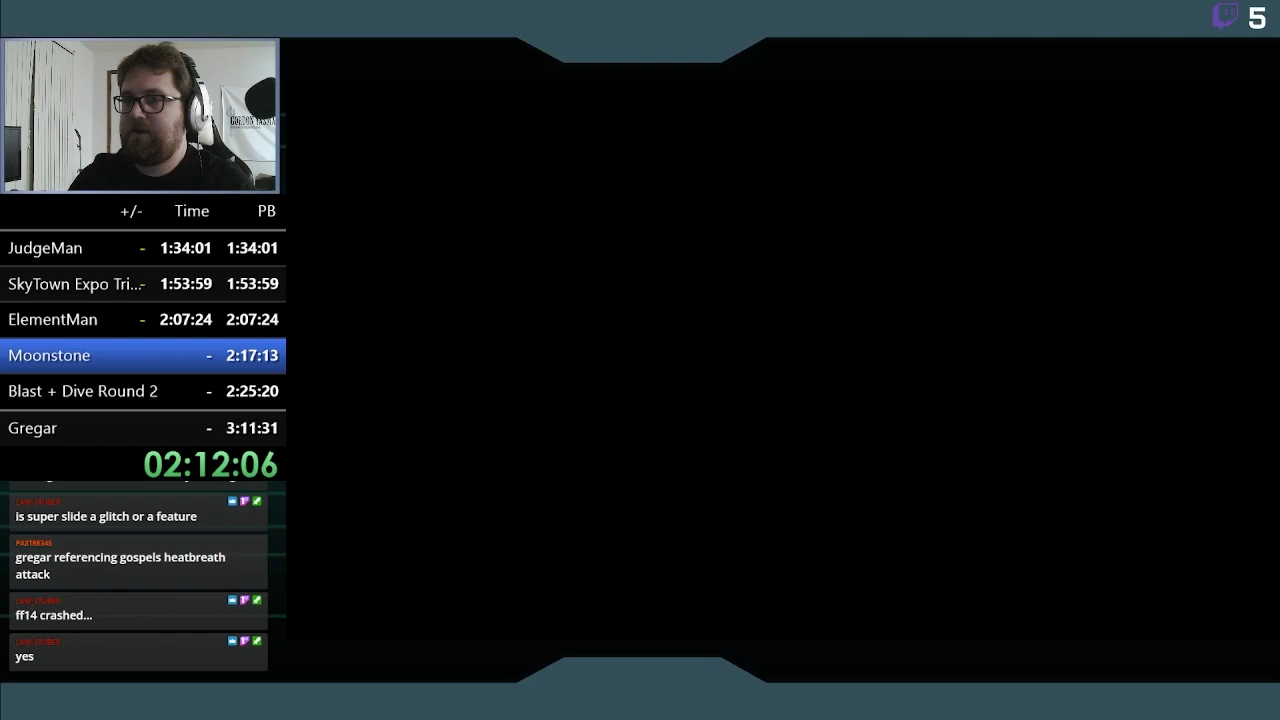 5
GORDON
+/- Time PB
JudgeMan - 1:34:01 1:34:01
SkyTown Expo Tri... - 1:53:59 1:53:59
ElementMan - 2:07:24 2:07:24
Moonstone - 2:17:13
Blast + Dive Round 2 - 2:25:20
Gregar - 3:11:31
02:12:06
is super slide a glitch or a feature
PAST88345
gregar referencing gospels heatbreath
attack
ff14 crashed...
yes